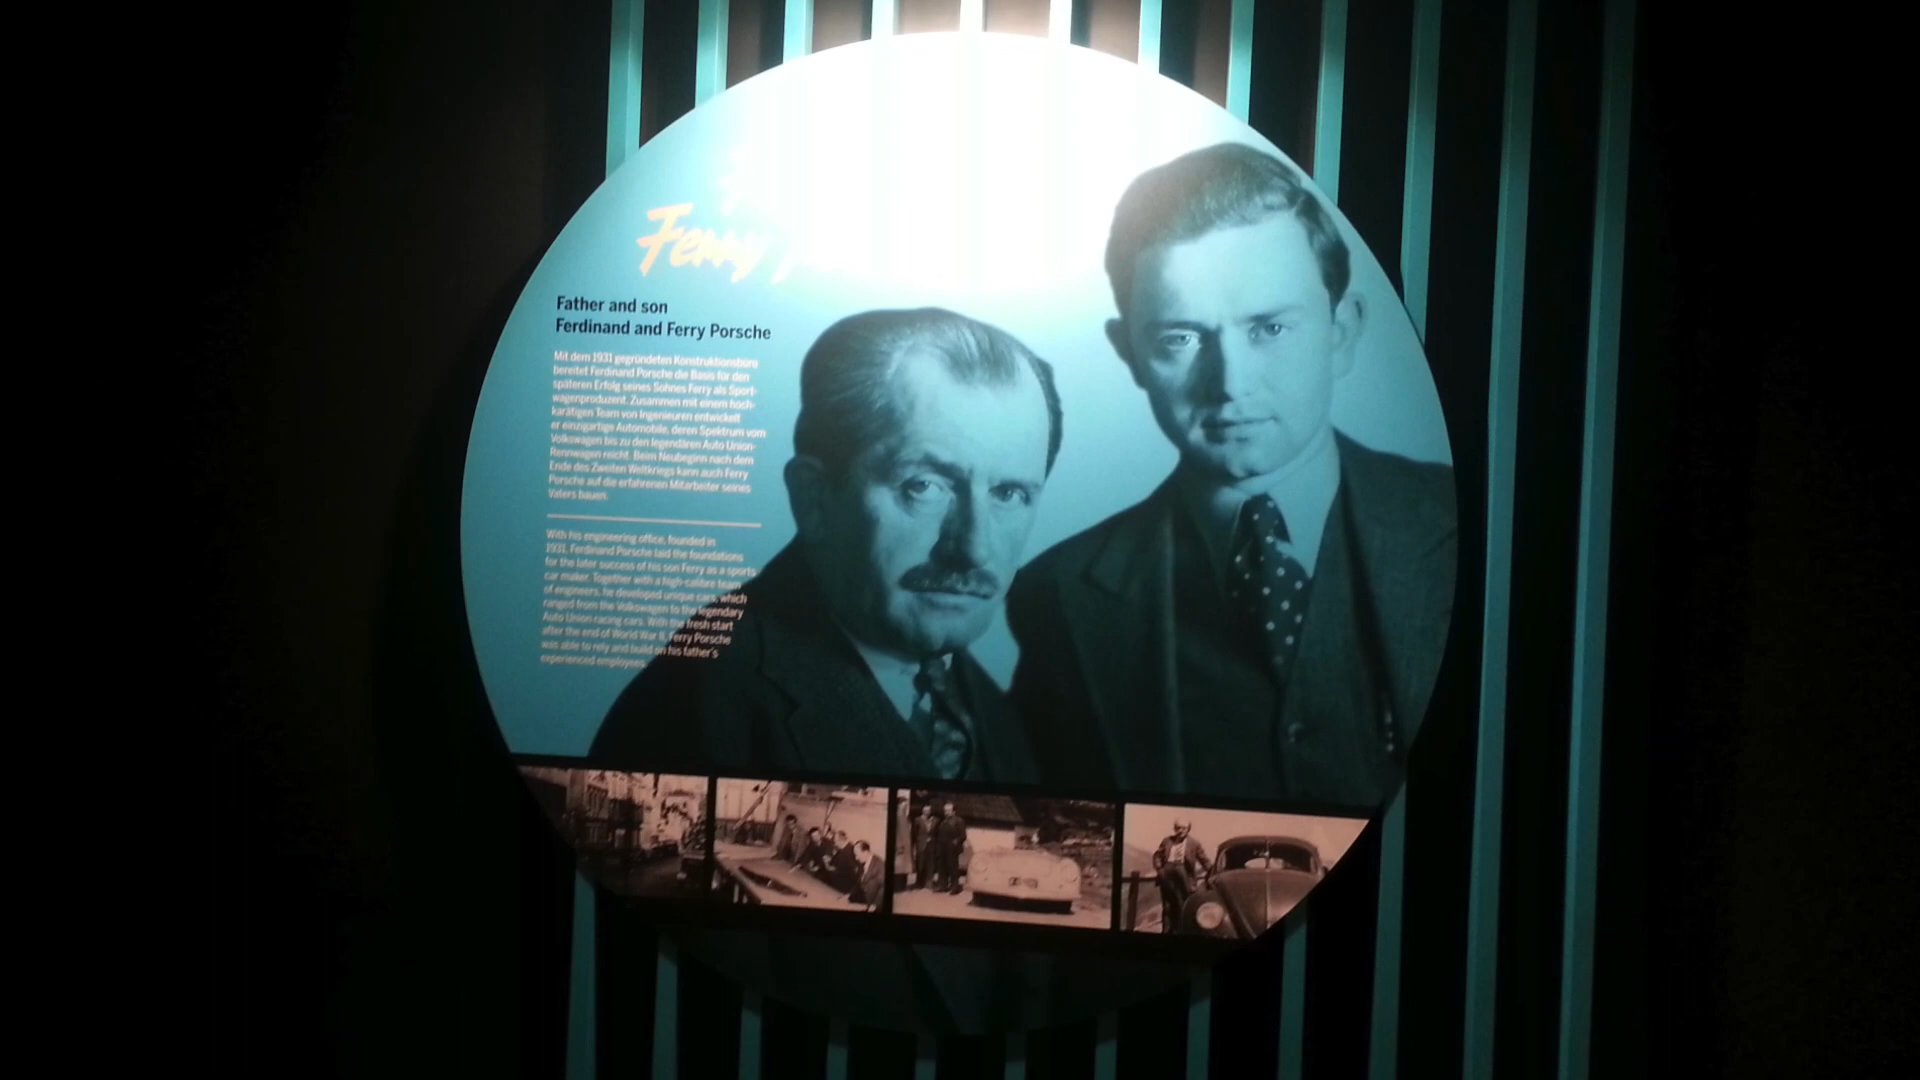 Ferry
Father and son
Ferdinand and Ferry Porsche
Mit dem 1931 gegründeten Konstruktionsbüro
bereitet Ferdinand Porsche die Basis für den
späteren Erfolg seines Sohnes Ferry als Sport-
wagenproduzent. Zusammen mit einem hoch-
karätigen Team von Ingenieuren entwickelt
er einzigartige Automobile, deren Spektrum vom
Volkswagen bis zu den legendären Auto Union-
Rennwagen reicht. Beim Neubeginn nach dem
Ende des Zweiten Weltkriegs kann auch Ferry
Porsche auf die erfahrenen Mitarbeiter seines
Vaters bauen.
With his engineering office, founded in
1931, Ferdinand Porsche laid the foundations
for the later success of his son Ferry as a sports
car maker. Together with a high-calibre team
of engineers, he developed unique cars, which
ranged from the Volkswagen to the legendary
Auto Union racing cars. With the fresh start
after the end of World War II, Ferry Porsche
was able to rely and build on his father's
experienced employees.